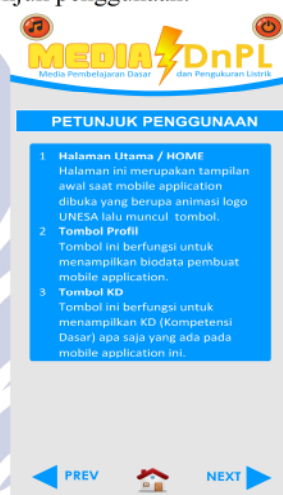 penggunaan.
MEDIA DnPL
Media Pembelajaran Dasar dan Pengukuran Listrik
PETUNJUK PENGGUNAAN
1 Halaman Utama / HOME
Halaman ini merupakan tampilan
awal saat mobile application
dibuka yang berupa animasi logo
UNESA lalu muncul tombol.
2 Tombol Profil
Tombol ini berfungsi untuk
menampilkan biodata pembuat
mobile application.
3 Tombol KD
Tombol ini berfungsi untuk
menampilkan KD (Kompetensi
Dasar) apa saja yang ada pada
mobile application ini.
PREV NEXT